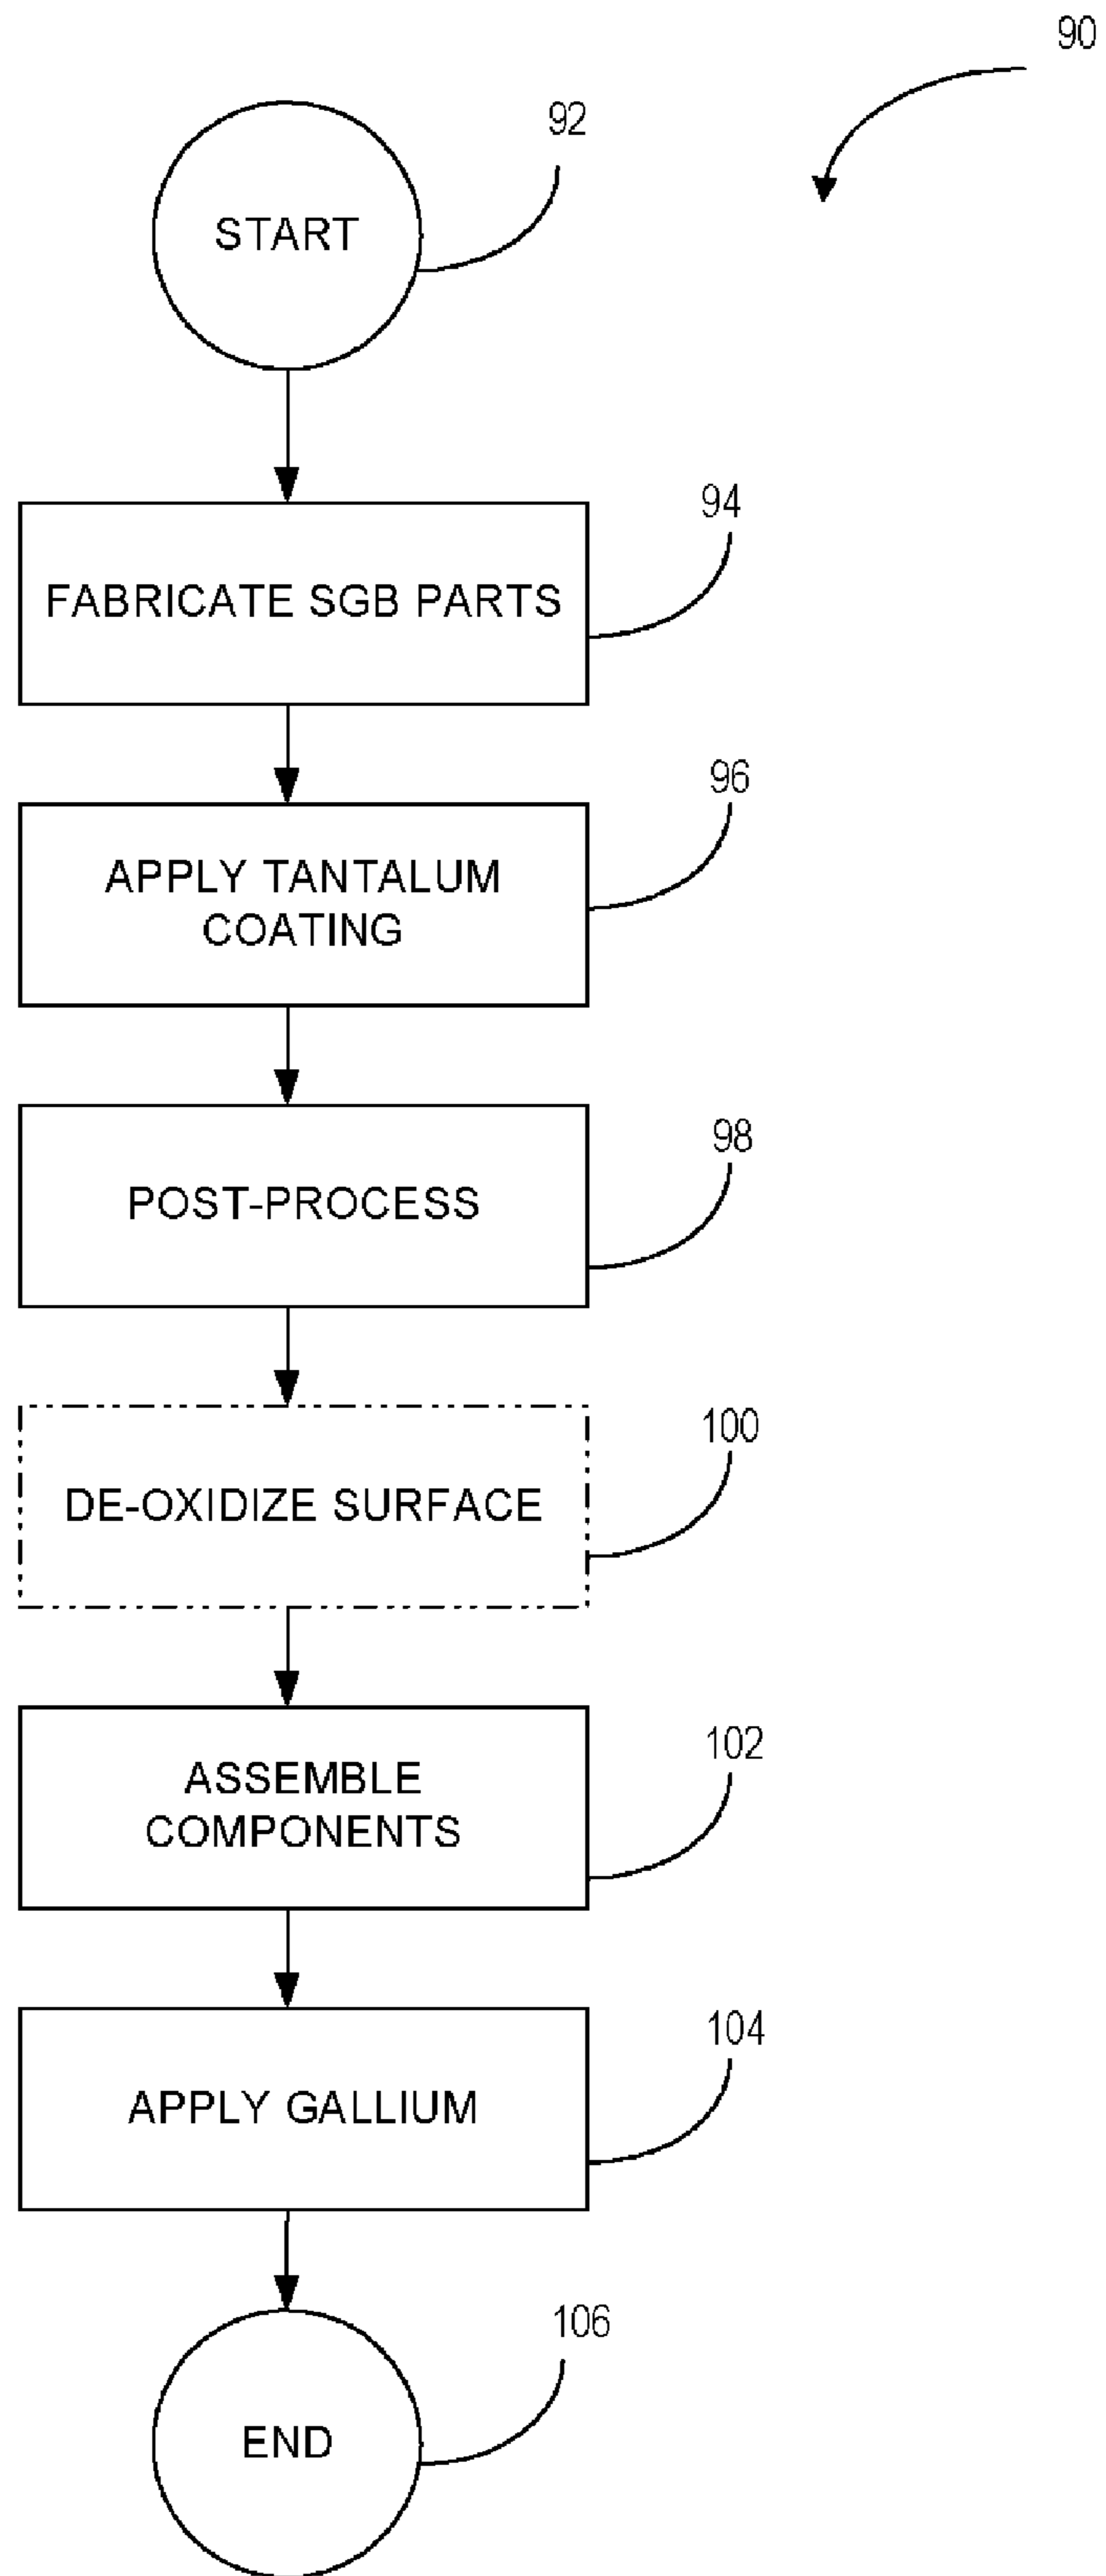 90
92
START
94
FABRICATE SGB PARTS
96
APPLY TANTALUM
COATING
98
POST-PROCESS
100
DE-OXIDIZE SURFACE
102
ASSEMBLE
COMPONENTS
104
APPLY GALLIUM
106
END